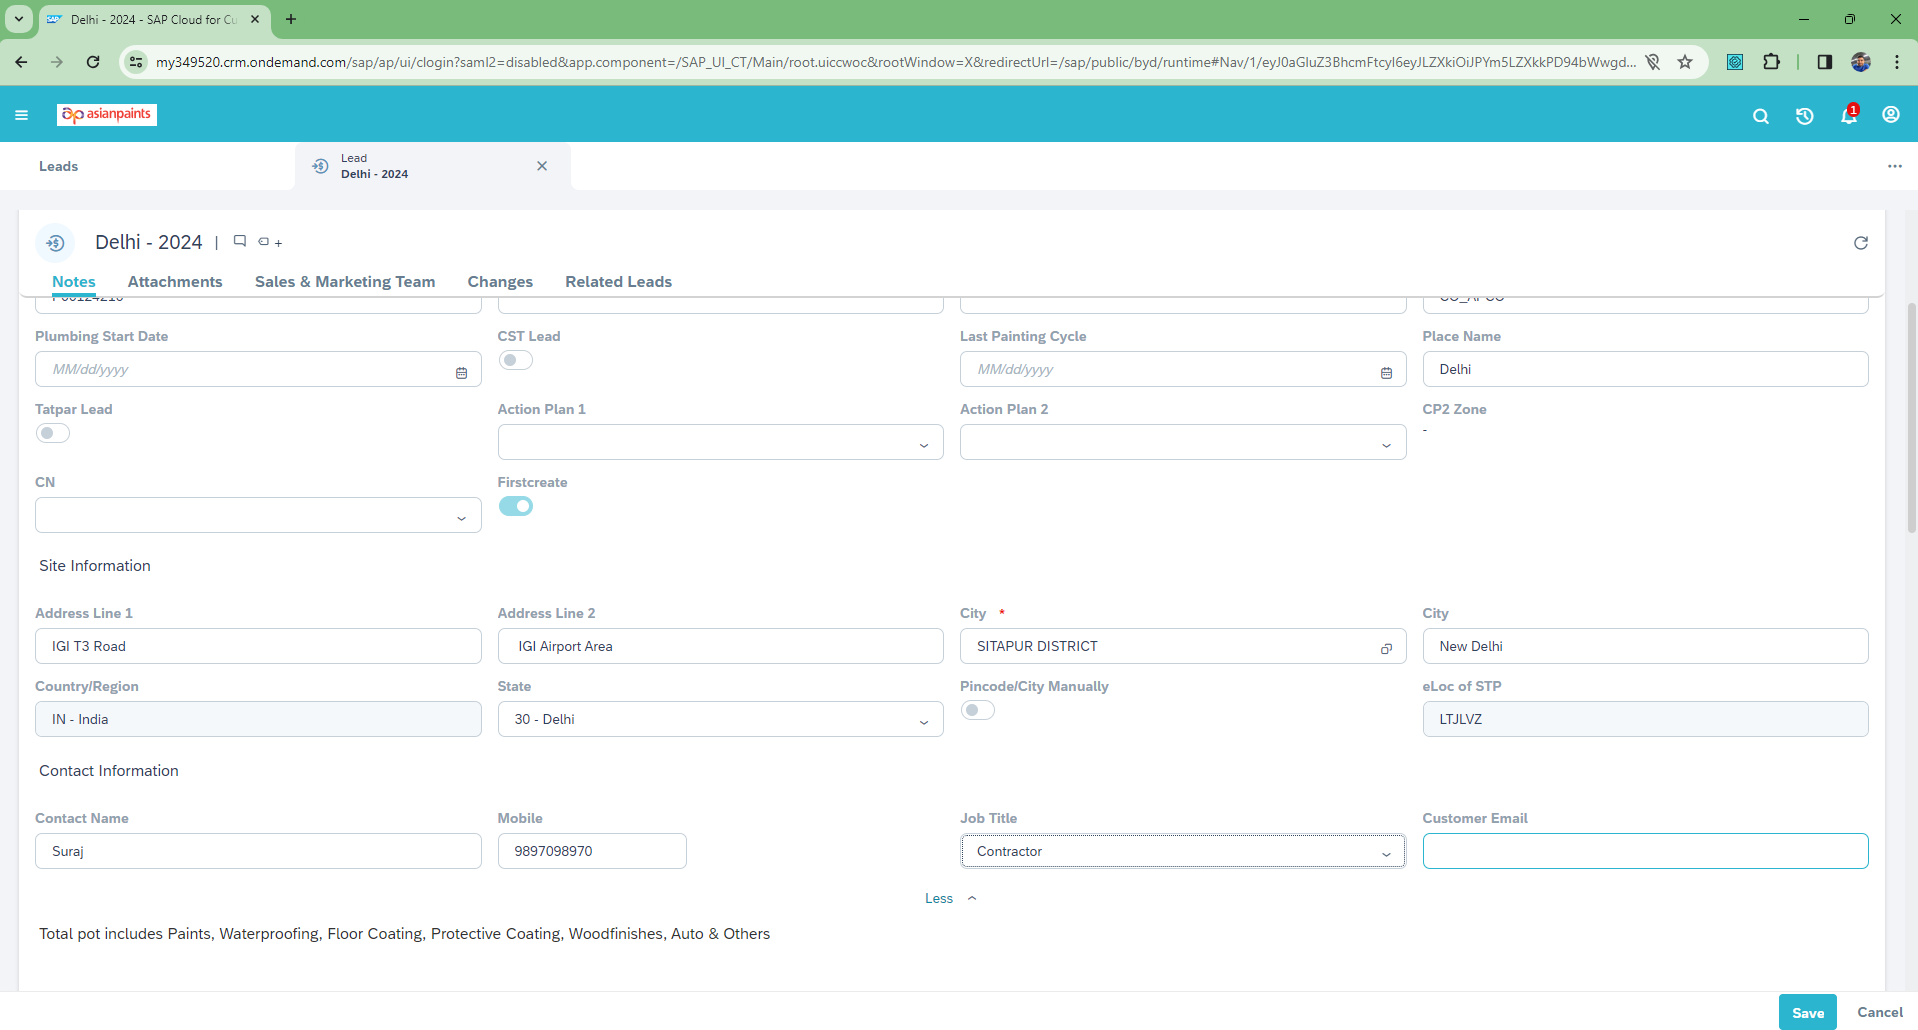 Delhi - 2024 - SAP Cloud for Cu
my349520.crm.ondemand.com/sap/ap/ui/clogin?saml2=disabled&app.component=/SAP_UI_CT/Main/root.uiccwoc&rootWindow=X&redirectUrl=/sap/public/byd/runtime#Nav/1/eyJ0aGluZ3BhcmFtcyI6eyJLZXkiOiJPYm5LZXkkPD94bWwgd...
asianpaints
1
Leads
Lead
Delhi - 2024
Delhi - 2024 |
Notes Attachments Sales & Marketing Team Changes Related Leads
Plumbing Start Date CST Lead Last Painting Cycle Place Name
MM/dd/yyyy MM/dd/yyyy Delhi
Tatpar Lead Action Plan 1 Action Plan 2 CP2 Zone
-
CN Firstcreate
Site Information
Address Line 1 Address Line 2 City * City
IGI T3 Road IGI Airport Area SITAPUR DISTRICT New Delhi
Country/Region State Pincode/City Manually eLoc of STP
IN - India 30 - Delhi LTJLVZ
Contact Information
Contact Name Mobile Job Title Customer Email
Suraj 9897098970 Contractor
Less
Total pot includes Paints, Waterproofing, Floor Coating, Protective Coating, Woodfinishes, Auto & Others
Save Cancel